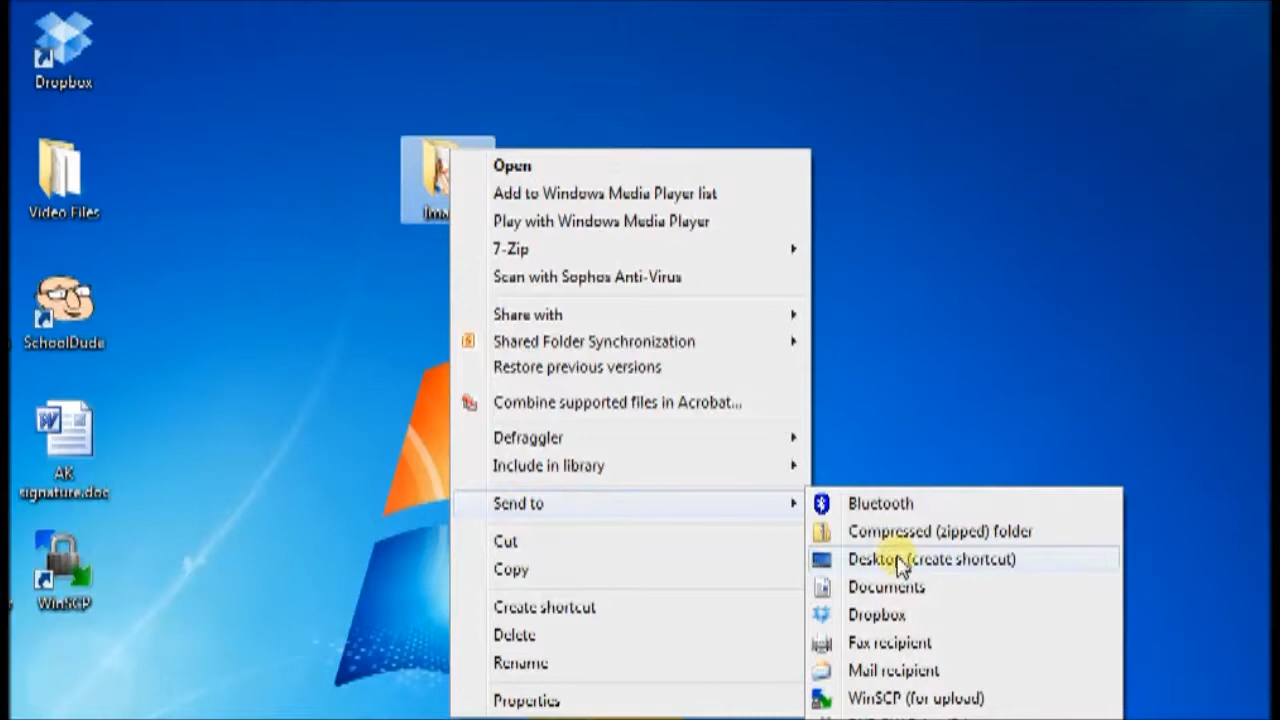 Dropbox
Video Files
SchoolDude
AK
signature.doc
WinSCP
Ima
Open
Add to Windows Media Player list
Play with Windows Media Player
7-Zip
Scan with Sophos Anti-Virus
Share with
Shared Folder Synchronization
Restore previous versions
Combine supported files in Acrobat...
Defraggler
Include in library
Send to
Cut
Copy
Create shortcut
Delete
Rename
Properties
Bluetooth
Compressed (zipped) folder
Desktop (create shortcut)
Documents
Dropbox
Fax recipient
Mail recipient
WinSCP (for upload)